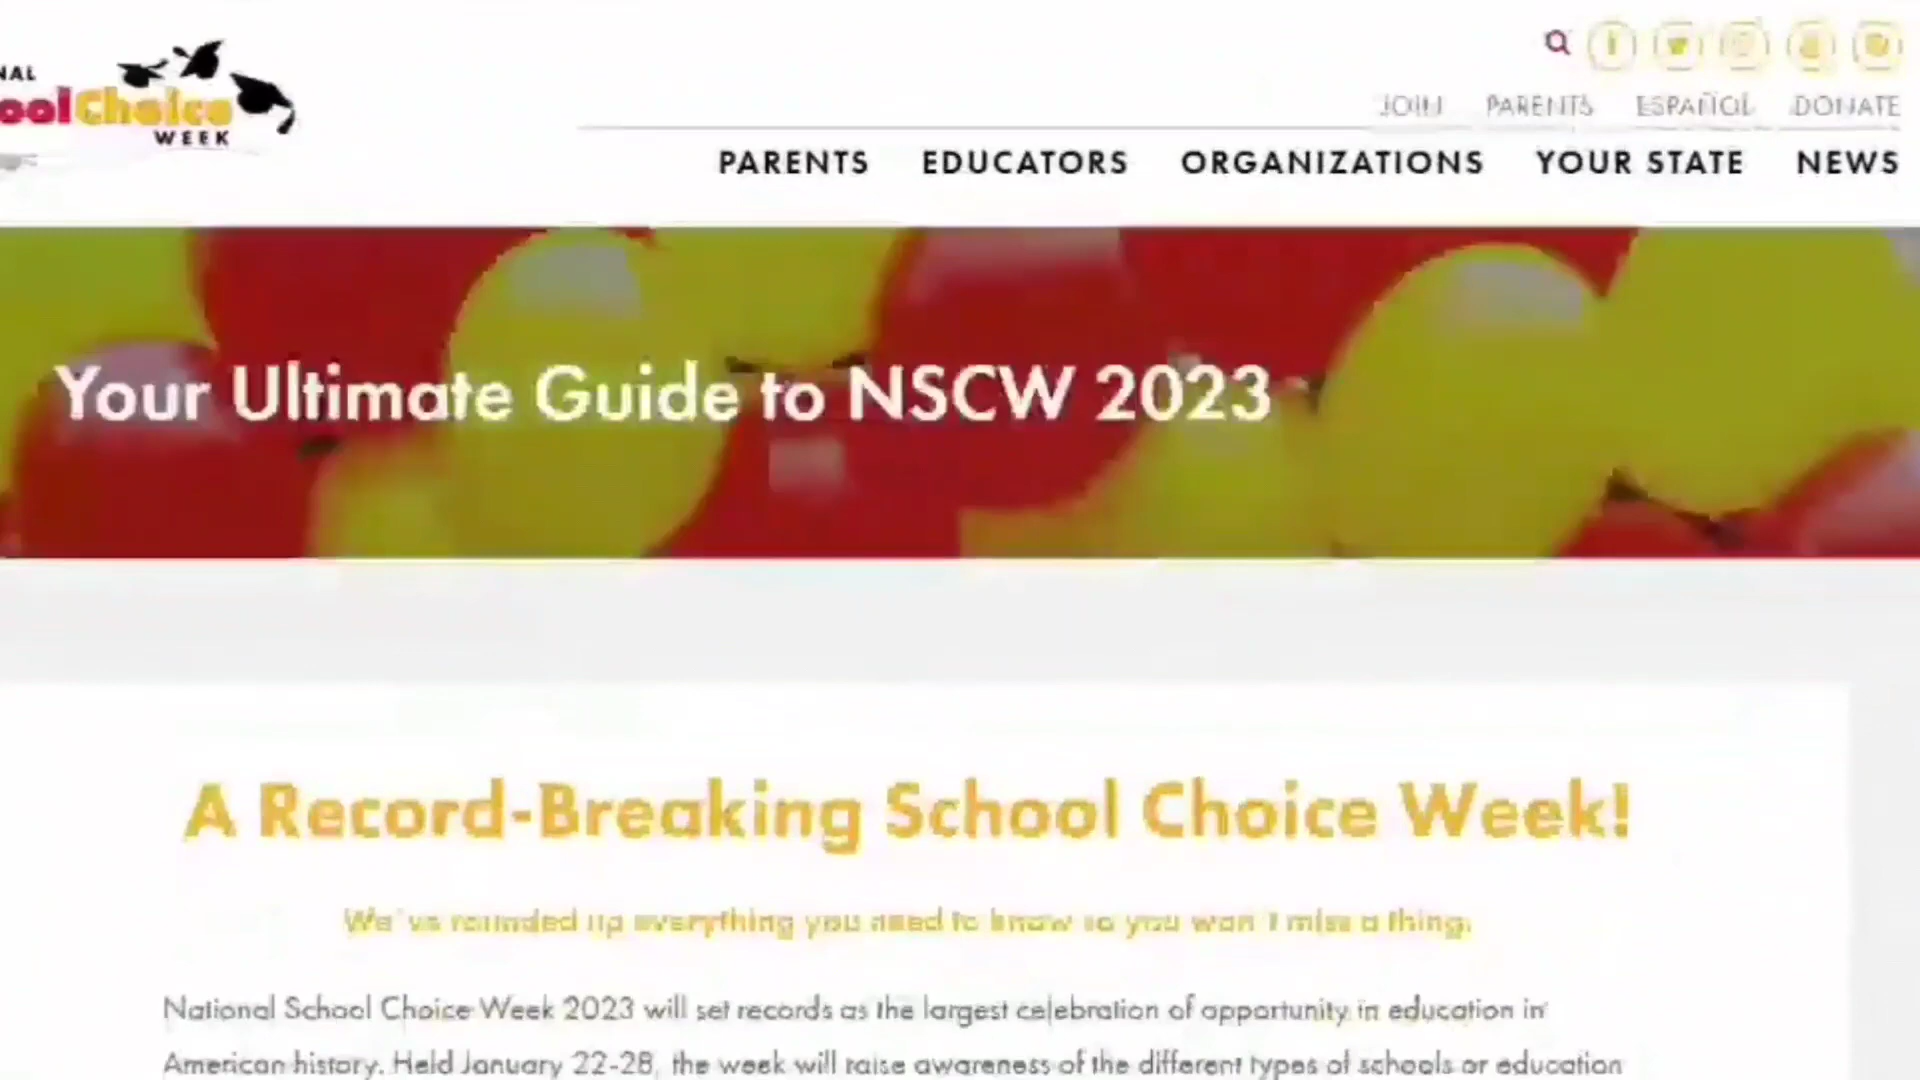 NAL
oolChoice
WEEK
JOIN PARENTS ESPAÑOL DONATE
PARENTS EDUCATORS ORGANIZATIONS YOUR STATE NEWS
Your Ultimate Guide to NSCW 2023
A Record-Breaking School Choice Week!
We've rounded up everything you need to know so you won't miss a thing.
National School Choice Week 2023 will set records as the largest celebration of opportunity in education in
American history. Held January 22-28, the week will raise awareness of the different types of schools or education